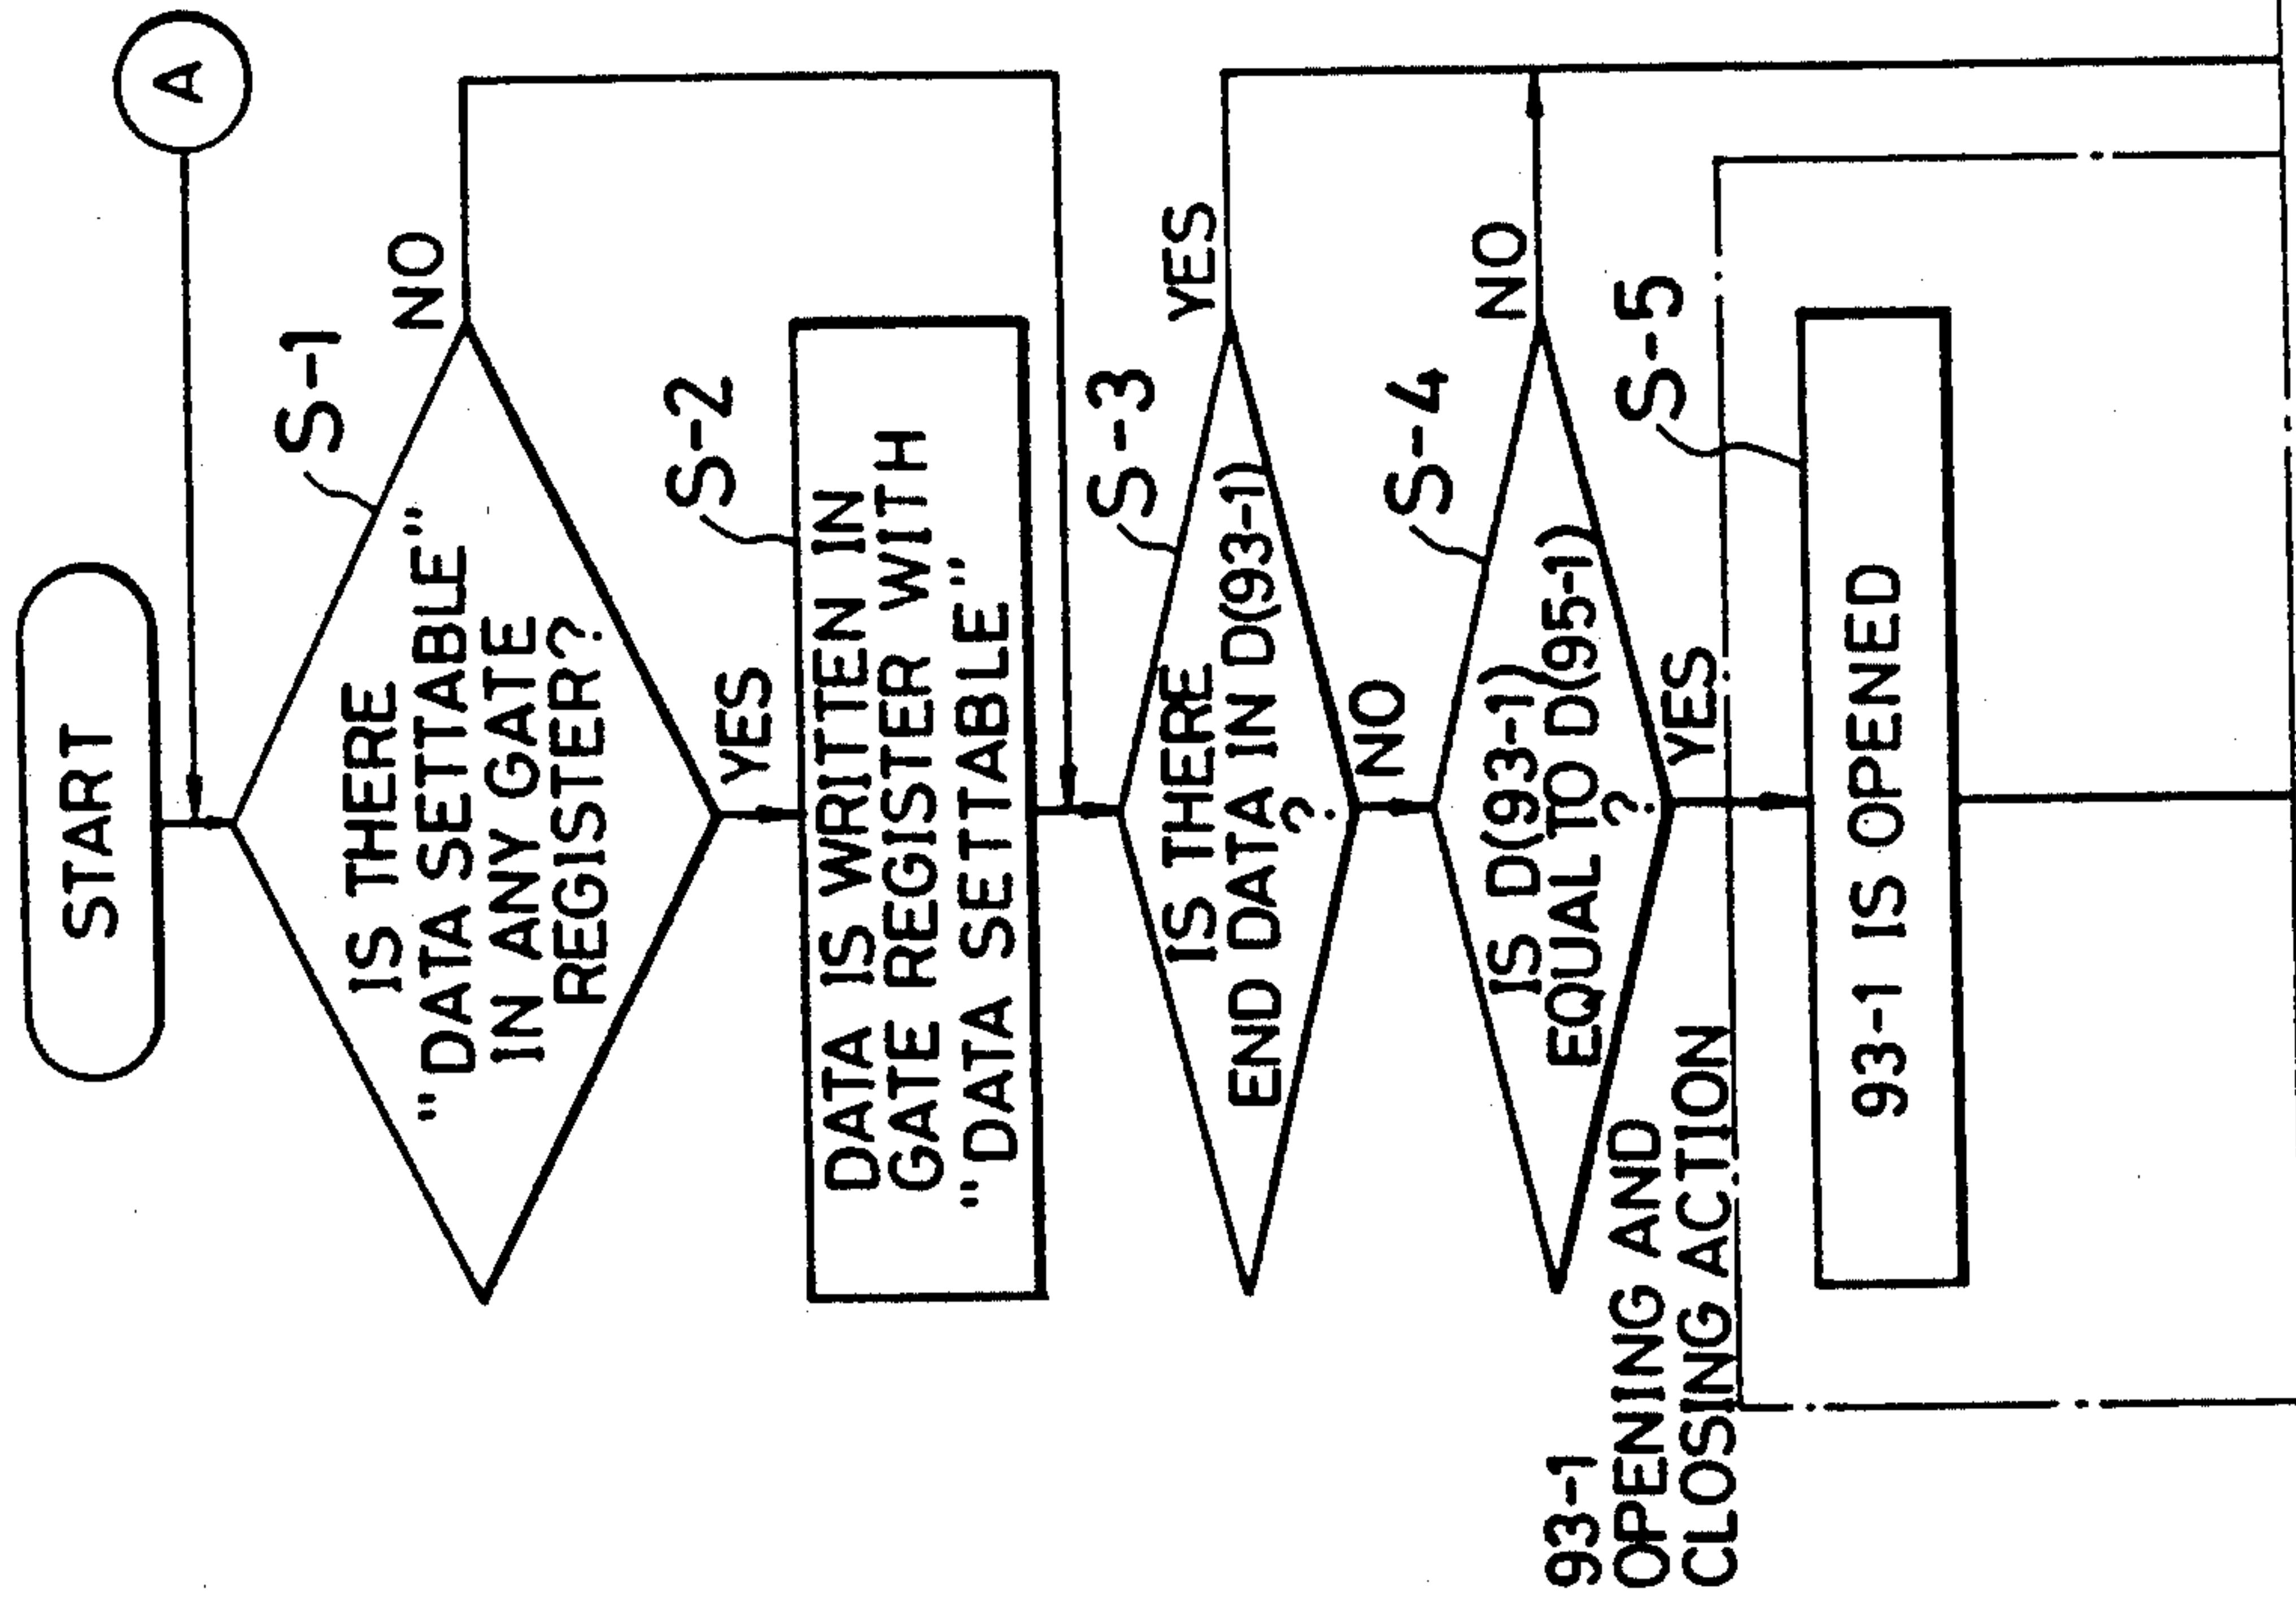 START
A
S-1
IS THERE
"DATA SETTABLE"
IN ANY GATE
REGISTER?
NO
YES
S-2
DATA IS WRITTEN IN
GATE REGISTER WITH
"DATA SETTABLE"
S-3
IS THERE
END DATA IN D(93-1)
?
YES
NO
S-4
IS D(93-1)
EQUAL TO D(95-1)
?
NO
YES
93-1
OPENING AND
CLOSING ACTION
S-5
93-1 IS OPENED